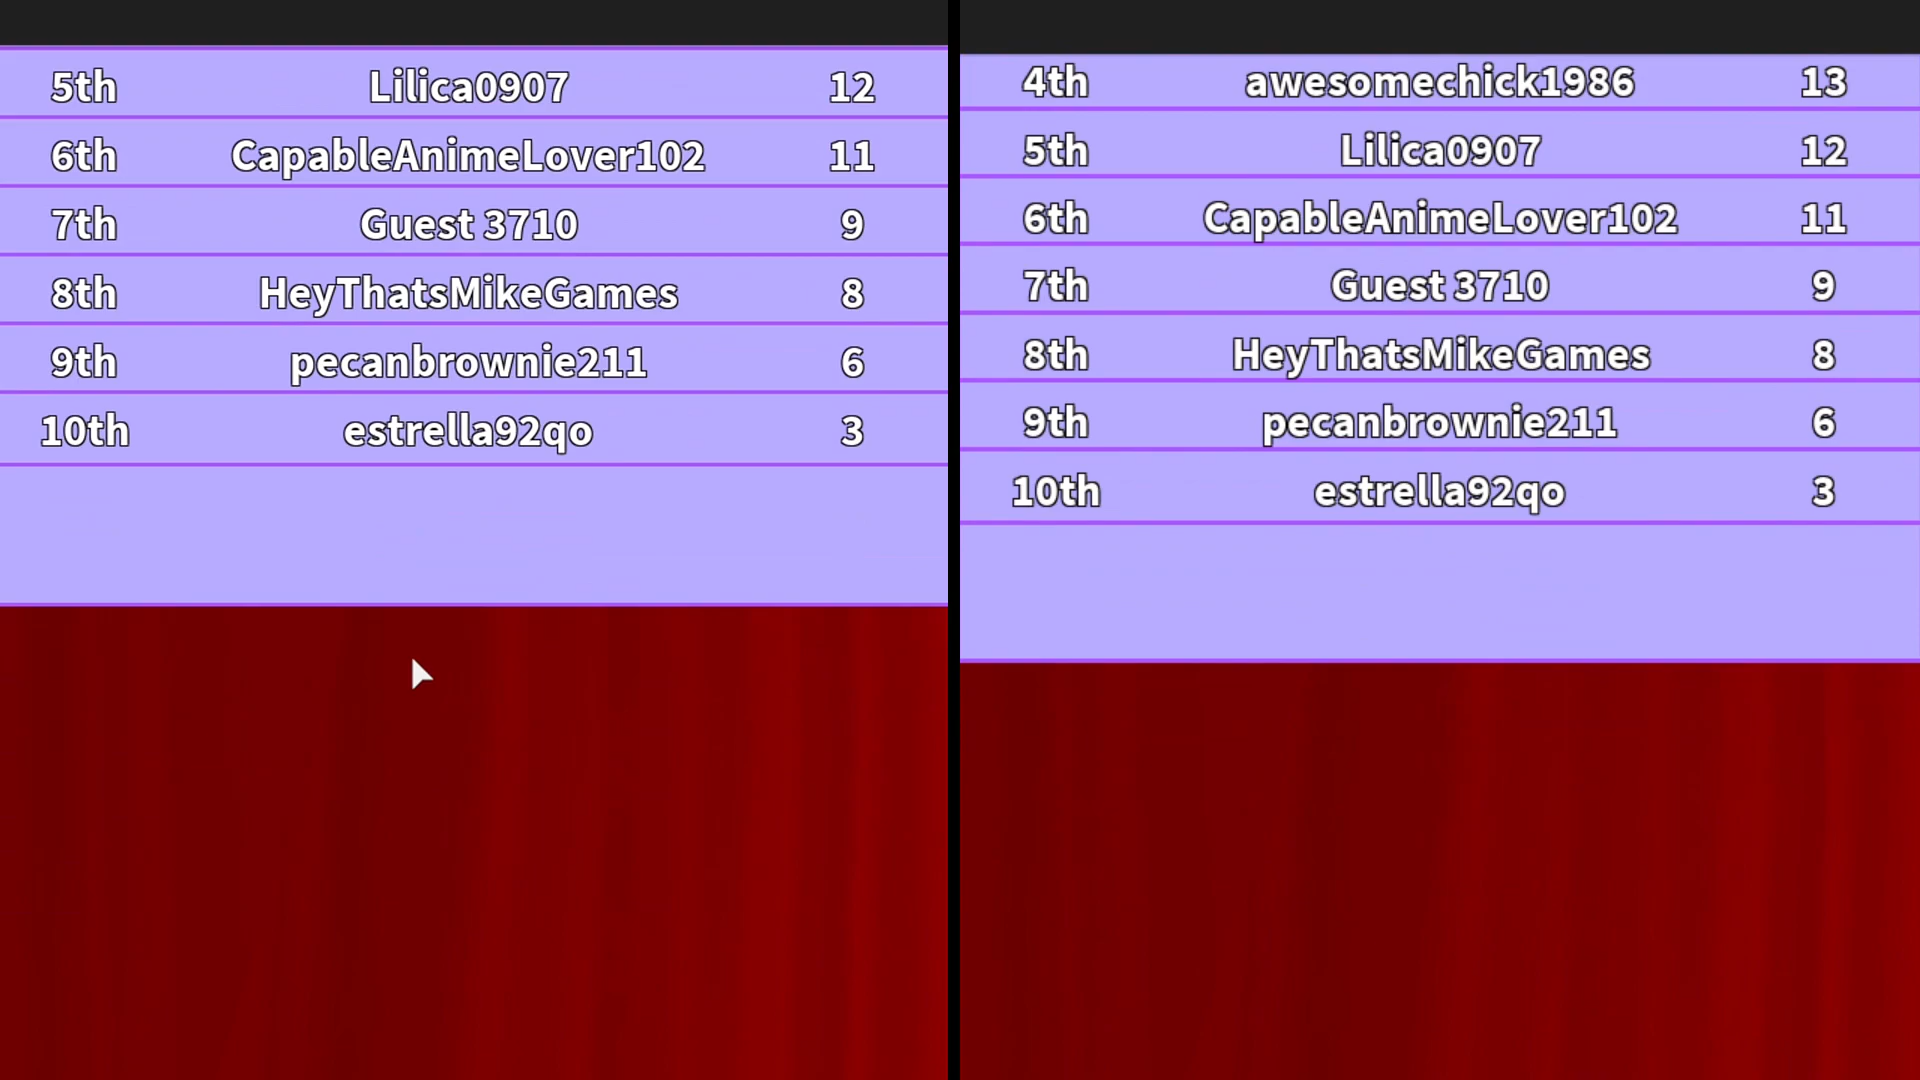 5th Lilica0907 12
6th CapableAnimeLover102 11
7th Guest 3710 9
8th HeyThatsMikeGames 8
9th pecanbrownie211 6
10th estrella92qo 3
4th awesomechick1986 13
5th Lilica0907 12
6th CapableAnimeLover102 11
7th Guest 3710 9
8th HeyThatsMikeGames 8
9th pecanbrownie211 6
10th estrella92qo 3